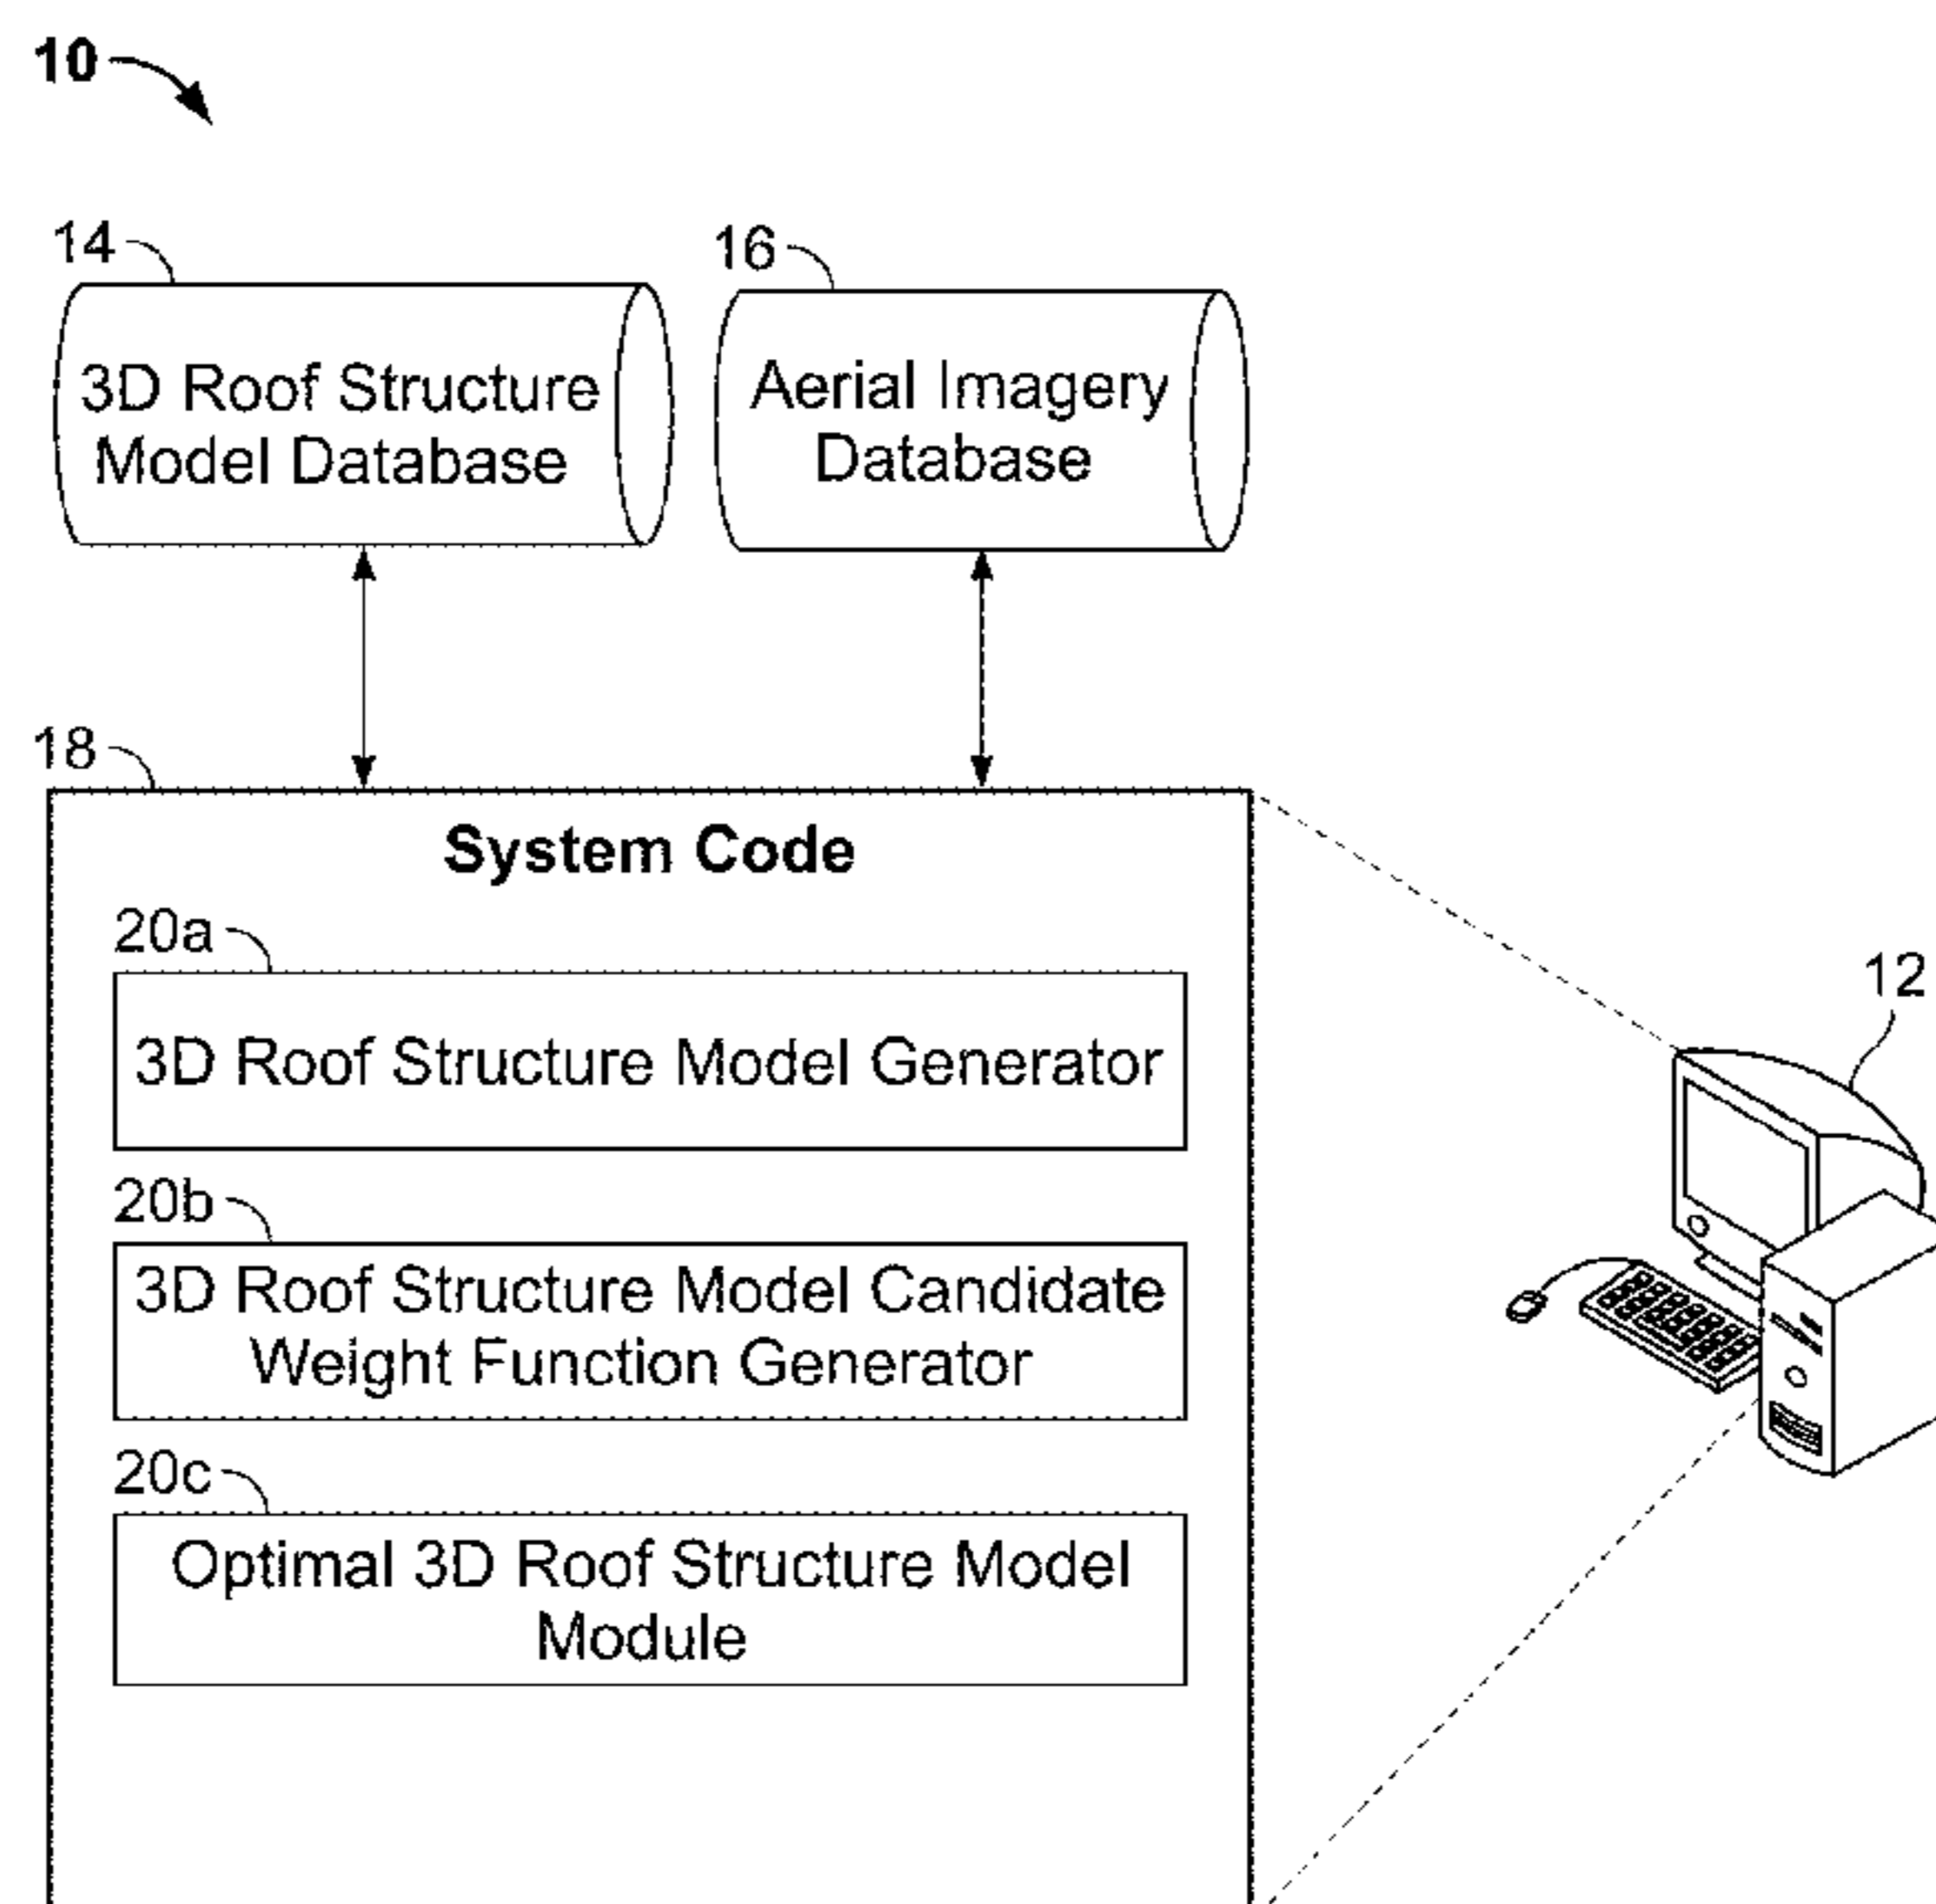 10
14
16
3D Roof Structure
Model Database
Aerial Imagery
Database
18
System Code
20a
3D Roof Structure Model Generator
12
20b
3D Roof Structure Model Candidate
Weight Function Generator
20c
Optimal 3D Roof Structure Model
Module